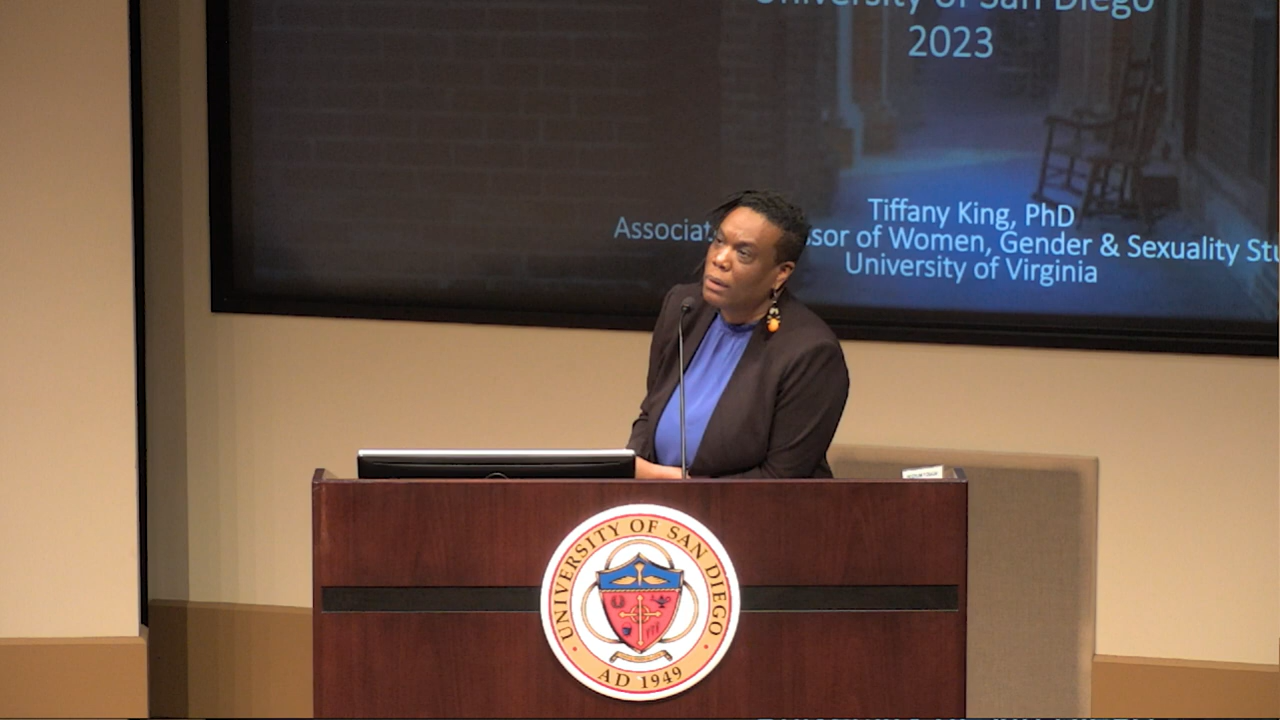 University of San Diego
2023
Tiffany King, PhD
Associat ssor of Women, Gender & Sexuality Stu
University of Virginia
UNIVERSITY OF SAN DIEGO
AD 1949